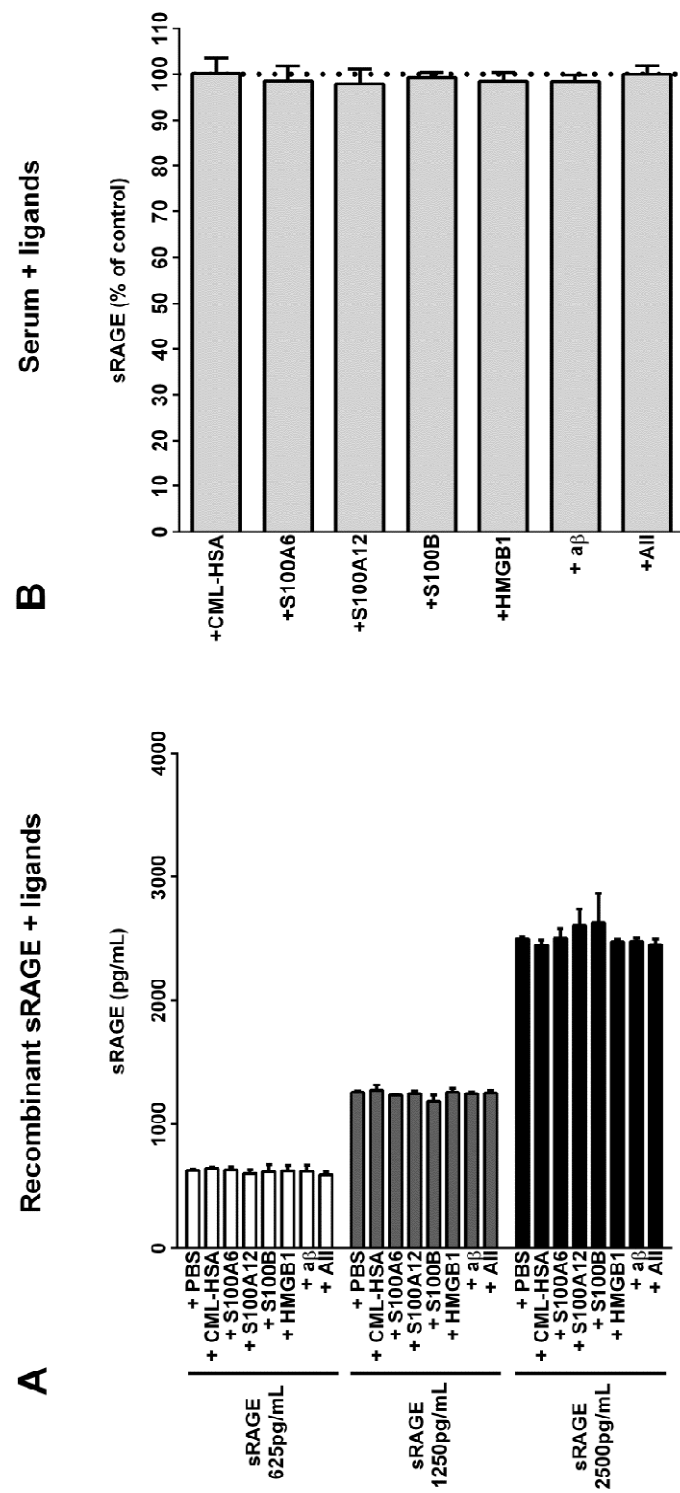 A
Recombinant sRAGE + ligands
sRAGE (pg/mL)
0
1000
2000
3000
4000
+ PBS
+ CML-HSA
+ S100A6
+ S100A12
+ S100B
+ HMGB1
+ aβ
+ All
sRAGE
625pg/mL
+ PBS
+ CML-HSA
+ S100A6
+ S100A12
+ S100B
+ HMGB1
+ aβ
+ All
sRAGE
1250pg/mL
+ PBS
+ CML-HSA
+ S100A6
+ S100A12
+ S100B
+ HMGB1
+ aβ
+ All
sRAGE
2500pg/mL
B
Serum + ligands
sRAGE (% of control)
0
10
20
30
40
50
60
70
80
90
100
110
+CML-HSA
+S100A6
+S100A12
+S100B
+HMGB1
+ aβ
+All